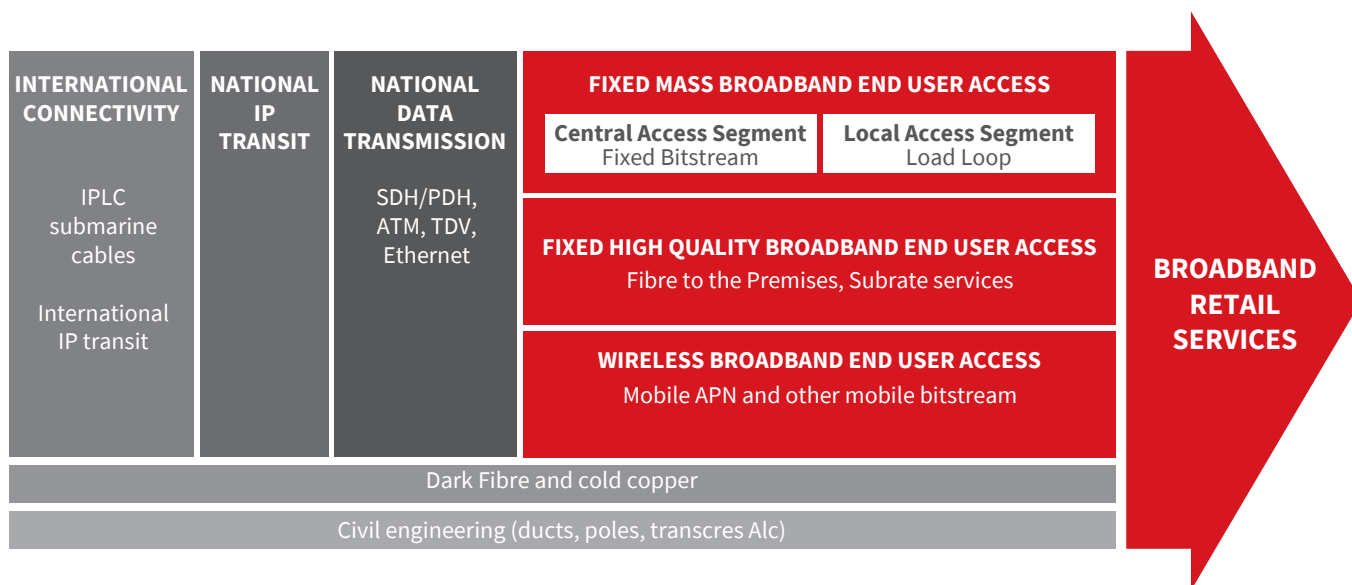 INTERNATIONAL
CONNECTIVITY
IPLC
submarine
cables
International
IP transit
NATIONAL
IP
TRANSIT
NATIONAL
DATA
TRANSMISSION
SDH/PDH,
ATM, TDV,
Ethernet
FIXED MASS BROADBAND END USER ACCESS
Central Access Segment
Fixed Bitstream
Local Access Segment
Load Loop
FIXED HIGH QUALITY BROADBAND END USER ACCESS
Fibre to the Premises, Subrate services
WIRELESS BROADBAND END USER ACCESS
Mobile APN and other mobile bitstream
BROADBAND
RETAIL
SERVICES
Dark Fibre and cold copper
Civil engineering (ducts, poles, transcres Alc)